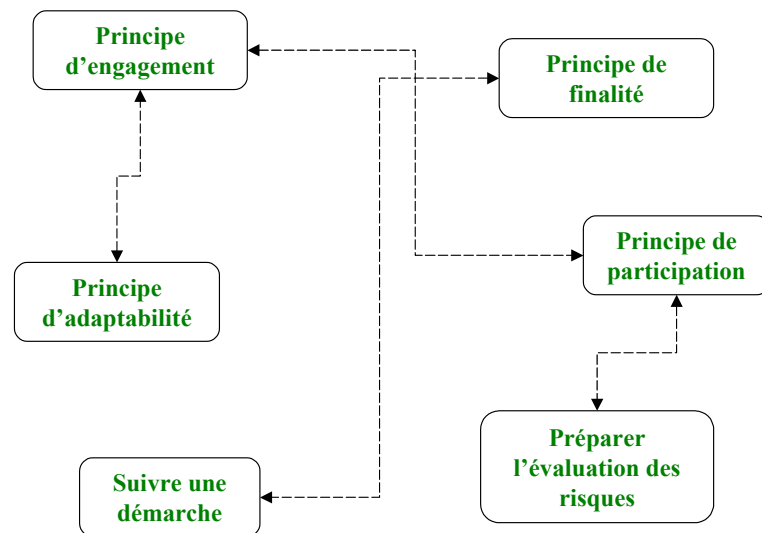 Principe
d’engagement
Principe de
finalité
Principe de
participation
Principe
d’adaptabilité
Préparer
l’évaluation des
risques
Suivre une
démarche